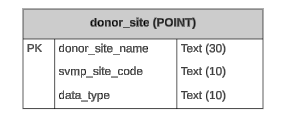 donor_site (POINT)
PK donor_site_name Text (30)
svmp_site_code Text (10)
data_type Text (10)